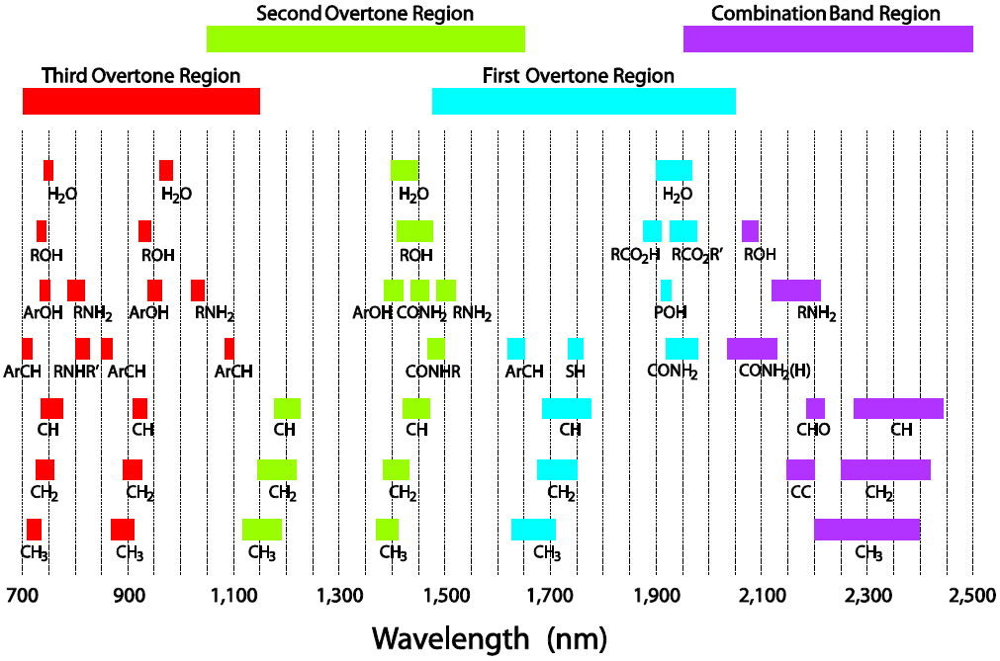 Second Overtone Region Combination Band Region
Third Overtone Region First Overtone Region
H₂O H₂O H₂O H₂O
ROH ROH ROH RCO₂H RCO₂R’ ROH
ArOH RNH₂ ArOH RNH₂ ArOH CONH₂ RNH₂ POH RNH₂
ArCH RNHR’ ArCH ArCH CONHR ArCH SH CONH₂ CONH₂(H)
CH CH CH CH CH CHO CH
CH₂ CH₂ CH₂ CH₂ CH₂ CC CH₂
CH₃ CH₃ CH₃ CH₃ CH₃ CH₃
700 900 1,100 1,300 1,500 1,700 1,900 2,100 2,300 2,500
Wavelength (nm)